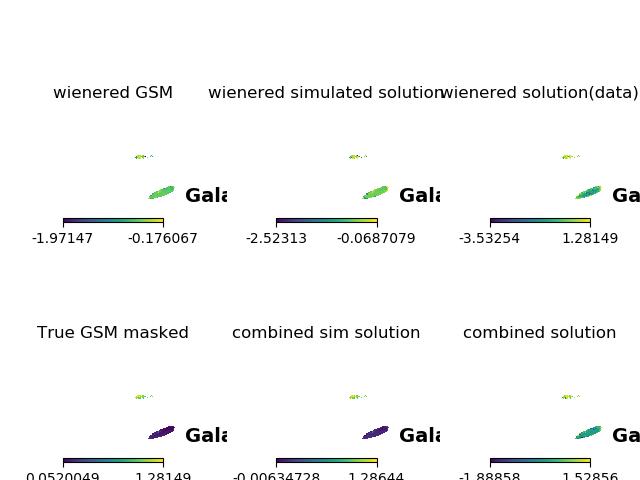 wienered GSM wienered simulated solution wienered solution(data)
Gala Gala Ga
-1.97147 -0.176067 -2.52313 -0.0687079 -3.53254 1.28149
True GSM masked combined sim solution combined solution
Gala Gala Ga
0.0520049 1.28149 -0.00634728 1.28644 -1.88858 1.52856